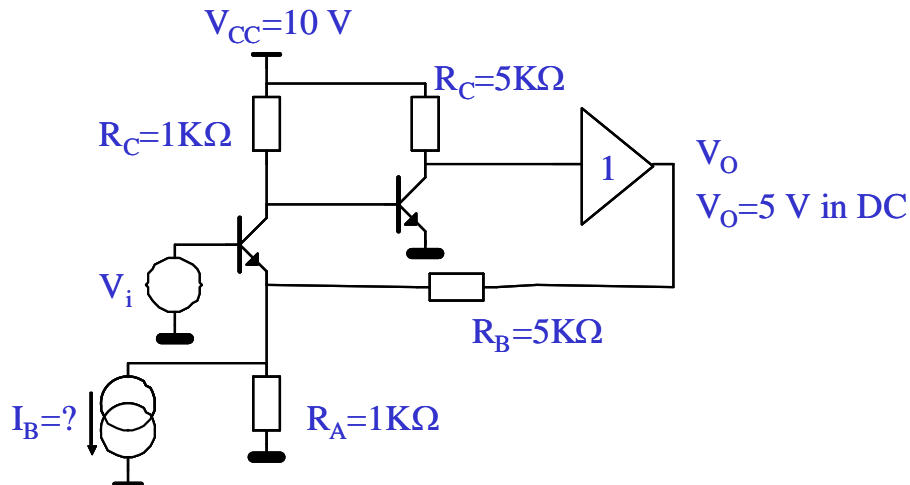 V_CC=10 V
R_C=5KΩ
R_C=1KΩ
1
V_O
V_O=5 V in DC
V_i
R_B=5KΩ
I_B=?
R_A=1KΩ